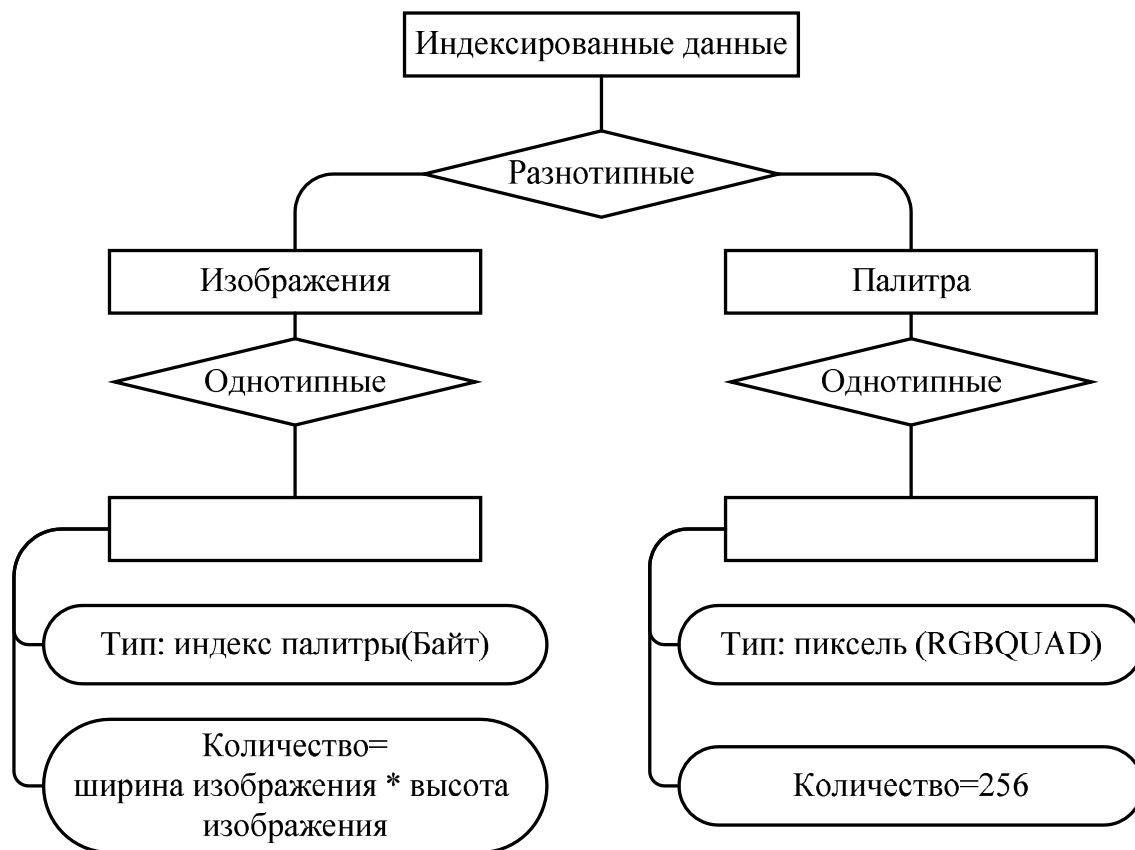 Индексированные данные
Разнотипные
Изображения
Палитра
Однотипные
Однотипные
Тип: индекс палитры(Байт)
Тип: пиксель (RGBQUAD)
Количество=
ширина изображения * высота
изображения
Количество=256